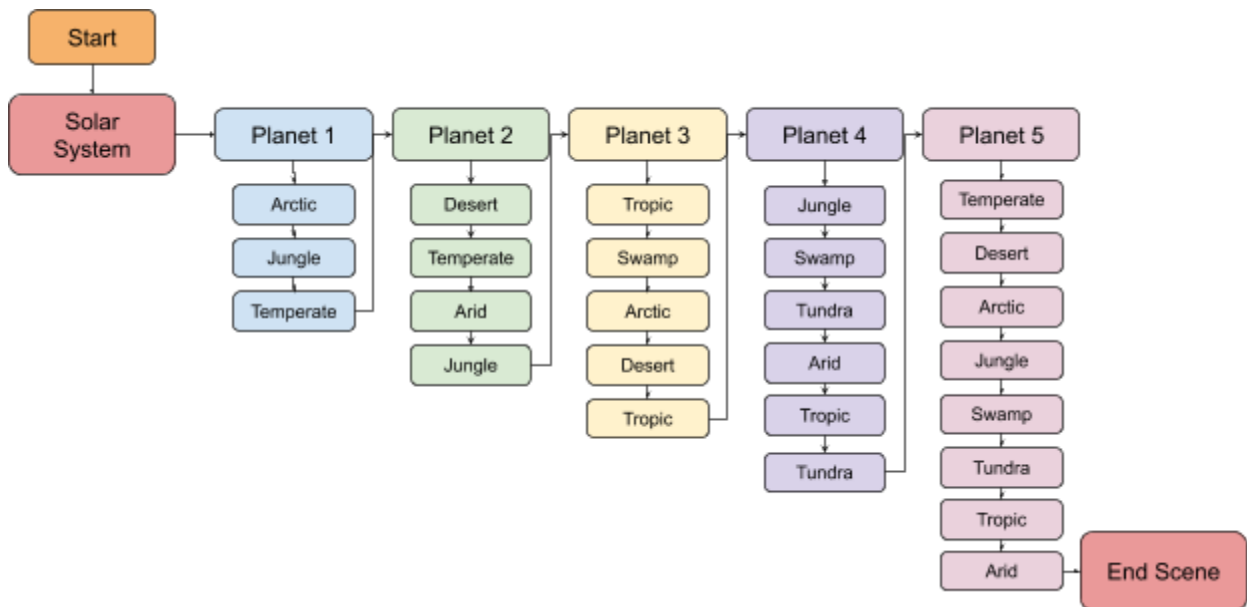 Start
Solar
System
Planet 1
Arctic
Jungle
Temperate
Planet 2
Desert
Temperate
Arid
Jungle
Planet 3
Tropic
Swamp
Arctic
Desert
Tropic
Planet 4
Jungle
Swamp
Tundra
Arid
Tropic
Tundra
Planet 5
Temperate
Desert
Arctic
Jungle
Swamp
Tundra
Tropic
Arid
End Scene